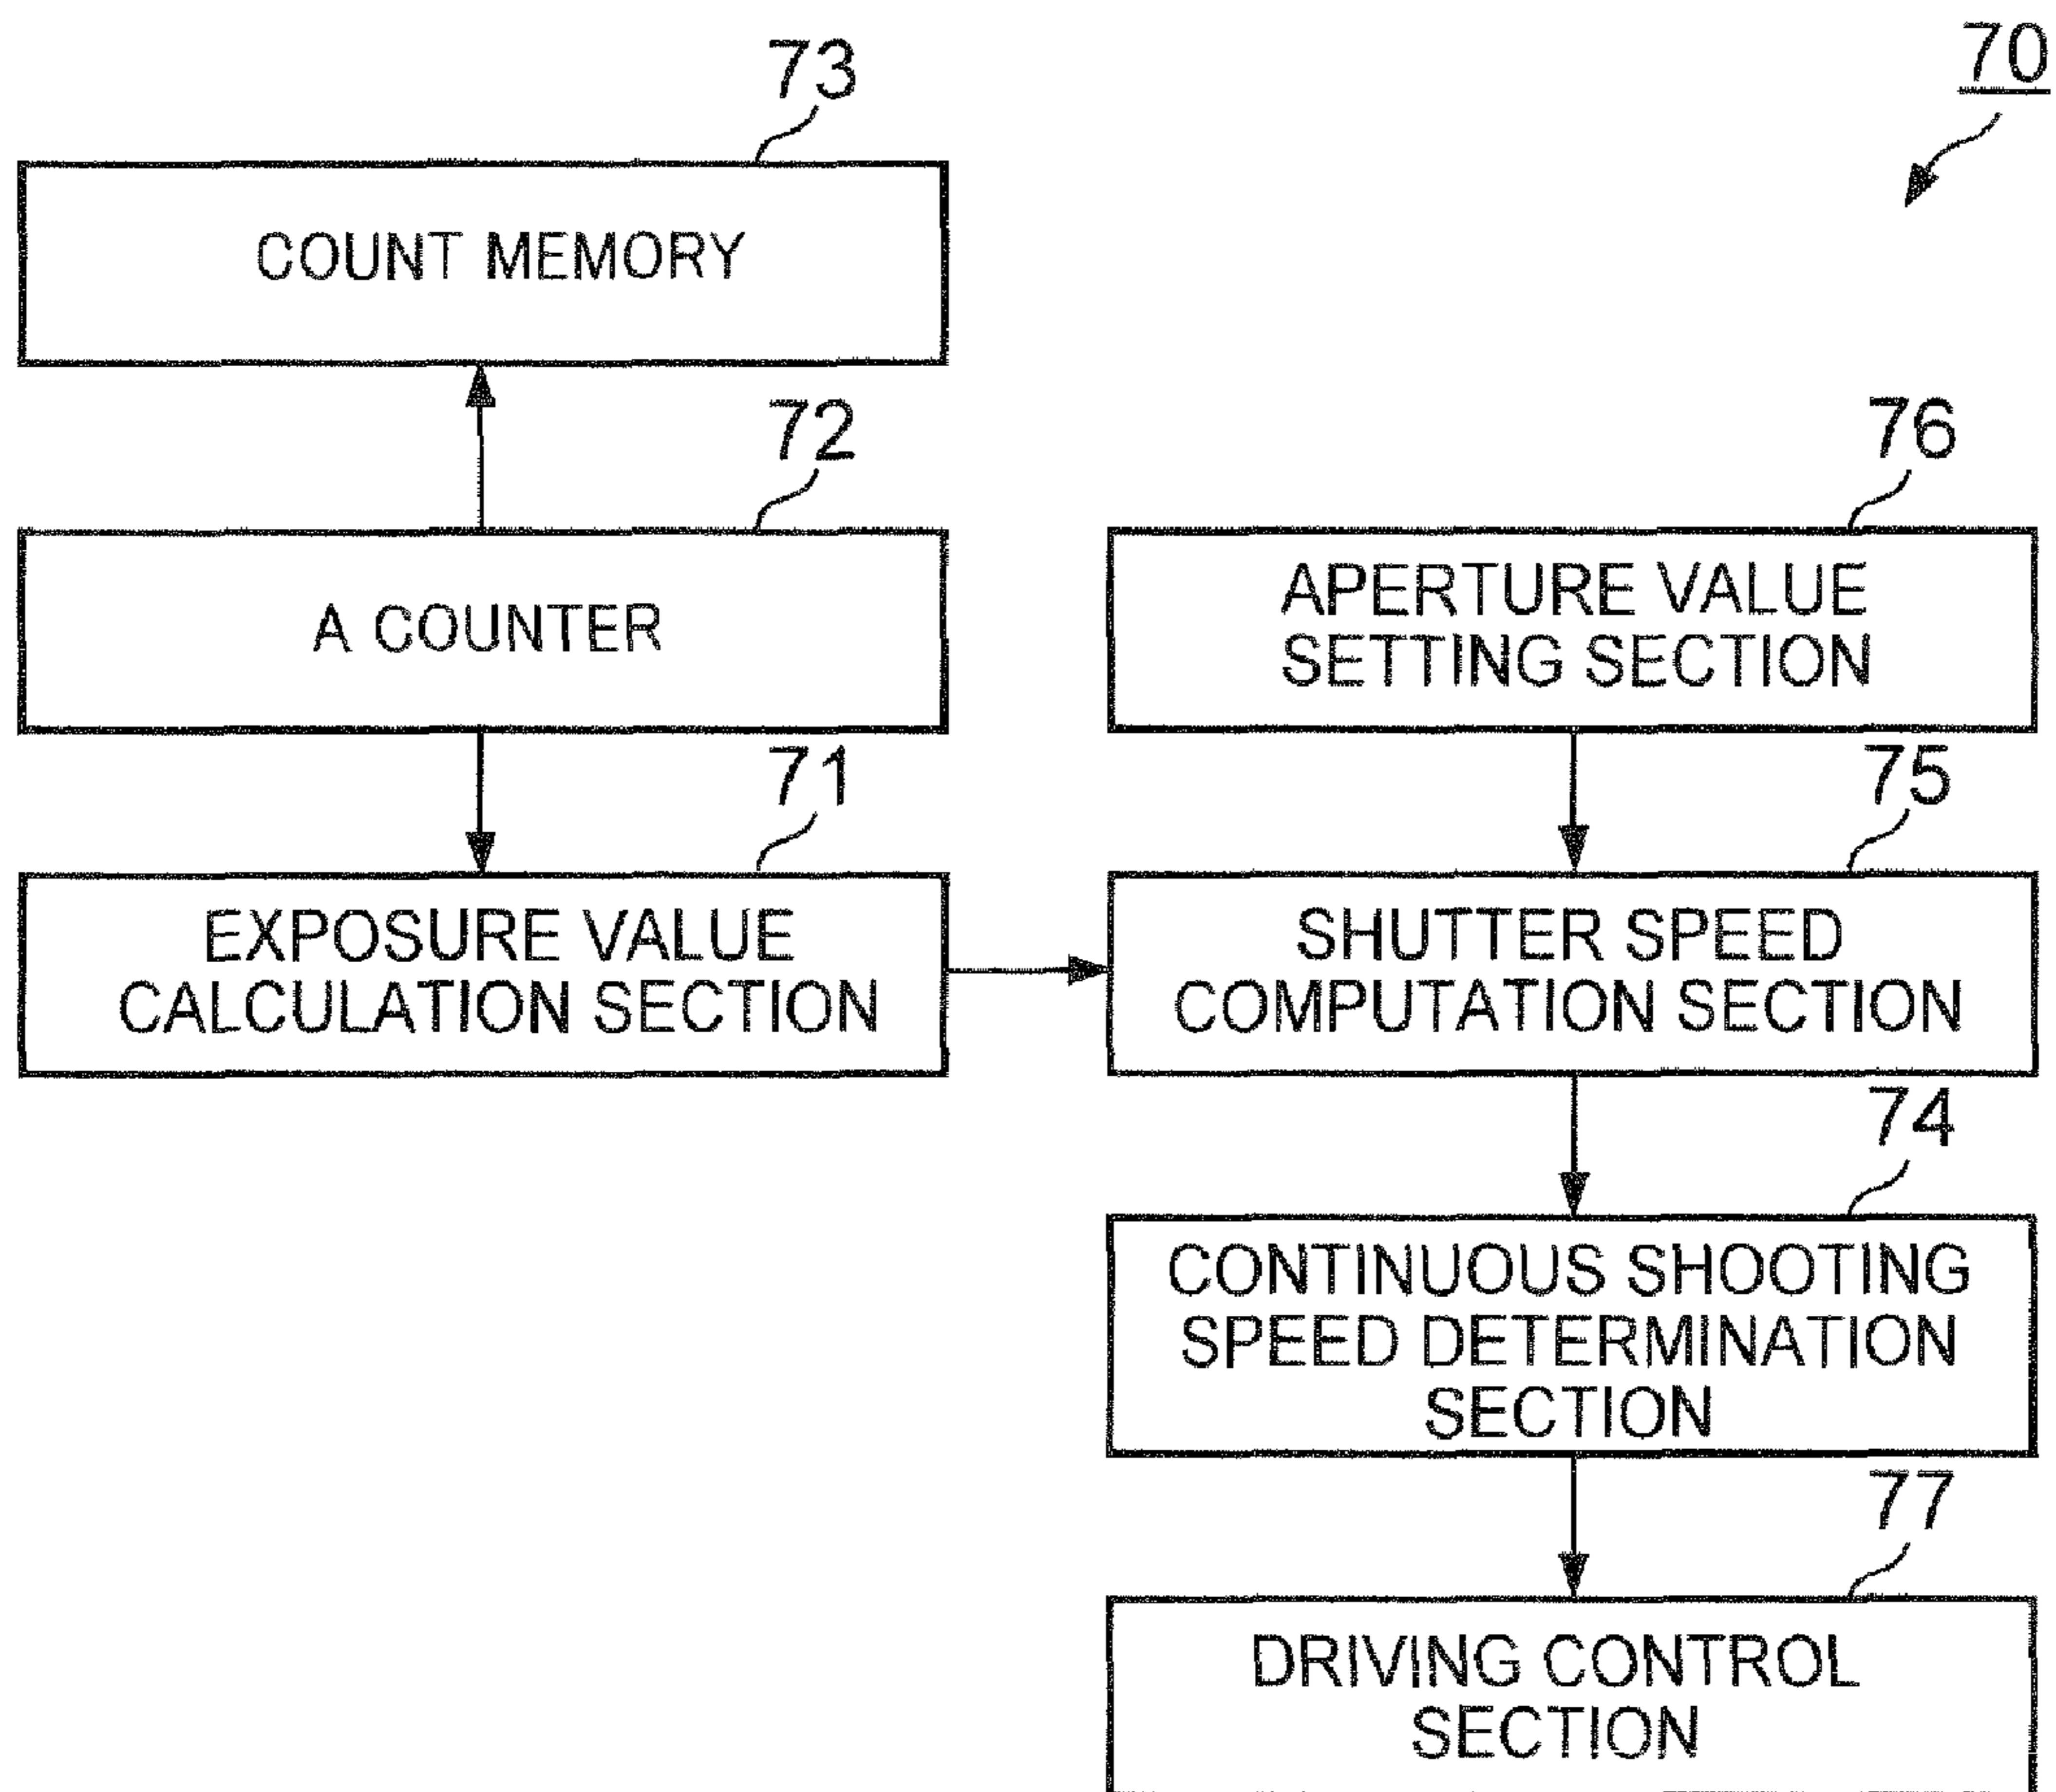 73
70
COUNT MEMORY
72
A COUNTER
76
APERTURE VALUE
SETTING SECTION
71
EXPOSURE VALUE
CALCULATION SECTION
75
SHUTTER SPEED
COMPUTATION SECTION
74
CONTINUOUS SHOOTING
SPEED DETERMINATION
SECTION
77
DRIVING CONTROL
SECTION